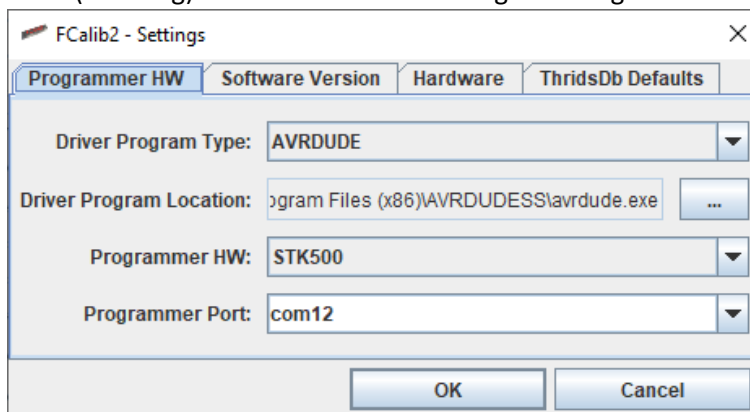 FCalib2 - Settings
Programmer HW Software Version Hardware ThridsDb Defaults
Driver Program Type: AVRDUDE
Driver Program Location: ogram Files (x86)\AVRDUDESS\avrdude.exe ...
Programmer HW: STK500
Programmer Port: com12
OK Cancel